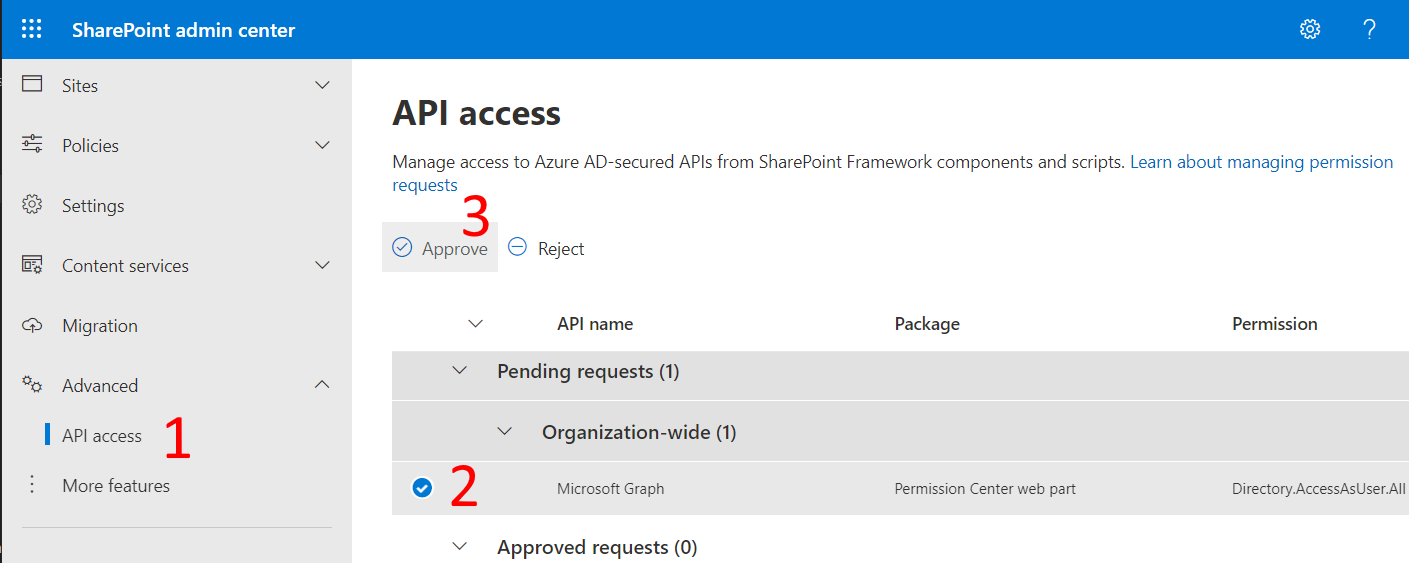 SharePoint admin center
Sites
Policies
Settings
Content services
Migration
Advanced
API access
1
More features
API access
Manage access to Azure AD-secured APIs from SharePoint Framework components and scripts. Learn about managing permission
requests
3
Approve
Reject
API name Package Permission
Pending requests (1)
Organization-wide (1)
2
Microsoft Graph Permission Center web part Directory.AccessAsUser.All
Approved requests (0)